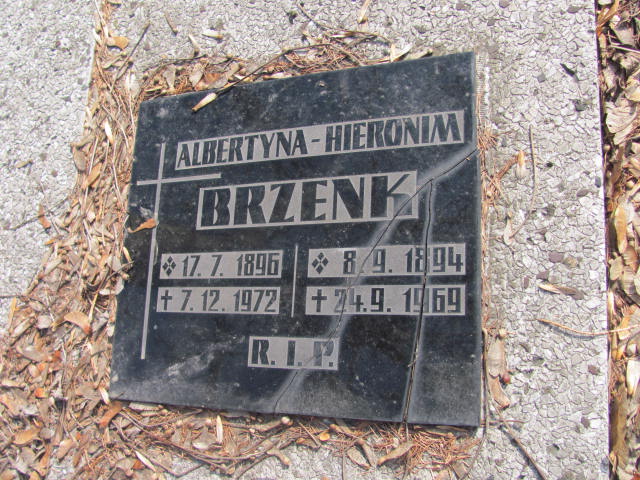 ALBERTYNA-HIERONIM
BRZENK
17.7.1896 8.9.1894
7.12.1972 24.9.1969
R.I.P.